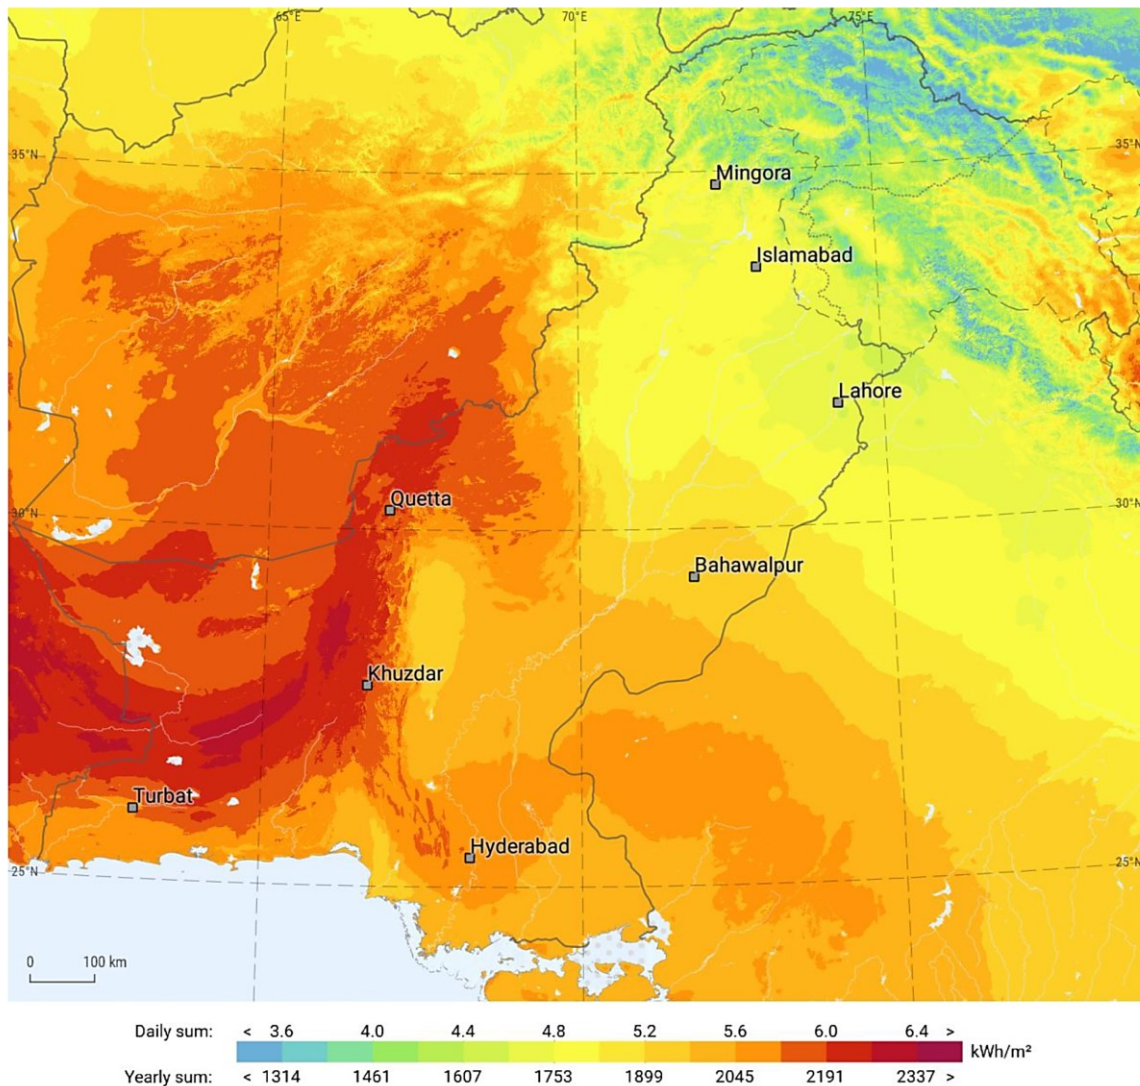 65°E 70°E 75°E
35°N 35°N
Mingora
Islamabad
Lahore
Quetta
30°N 30°N
Bahawalpur
Khuzdar
Turbat
Hyderabad
25°N 25°N
0 100 km
Daily sum: < 3.6 4.0 4.4 4.8 5.2 5.6 6.0 6.4 >
kWh/m²
Yearly sum: < 1314 1461 1607 1753 1899 2045 2191 2337 >